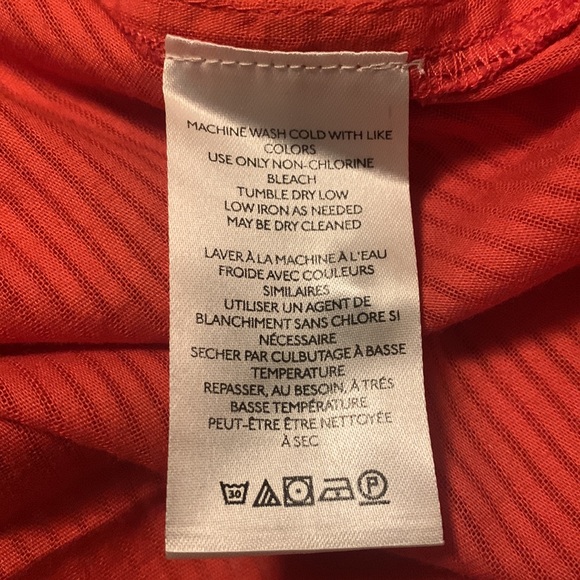 MACHINE WASH COLD WITH LIKE
COLORS
USE ONLY NON-CHLORINE
BLEACH
TUMBLE DRY LOW
LOW IRON AS NEEDED
MAY BE DRY CLEANED
LAVER À LA MACHINE À L'EAU
FROIDE AVEC COULEURS
SIMILAIRES
UTILISER UN AGENT DE
BLANCHIMENT SANS CHLORE SI
NÉCESSAIRE
SECHER PAR CULBUTAGE À BASSE
TEMPERATURE
REPASSER, AU BESOIN, À TRÉS
BASSE TEMPÉRATURE
PEUT-ÊTRE ÊTRE NETTOYÉE
À SEC
30 P